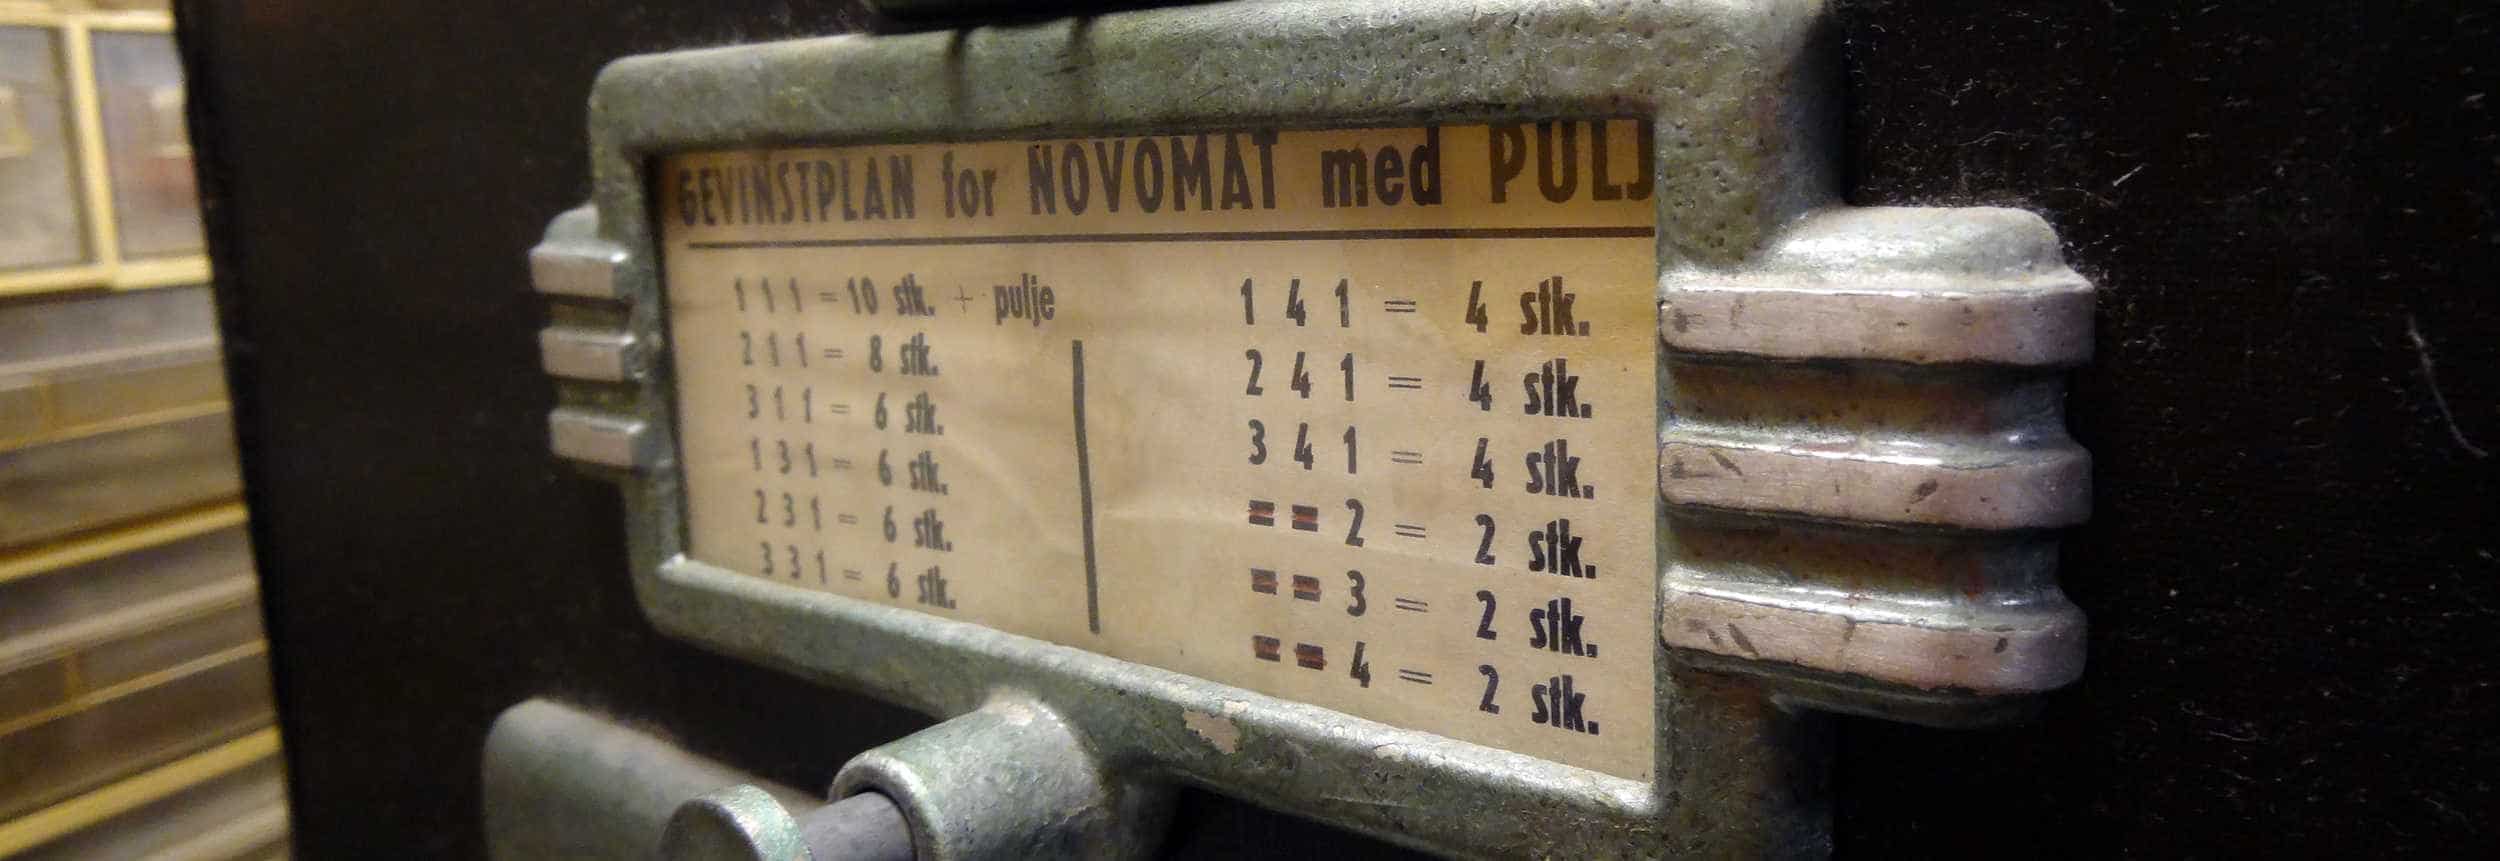 GEVINSTPLAN for NOVOMAT med PULJ
1 1 1 = 10 stk. + pulje
2 1 1 = 8 stk.
3 1 1 = 6 stk.
1 3 1 = 6 stk.
2 3 1 = 6 stk.
3 3 1 = 6 stk.
1 4 1 = 4 stk.
2 4 1 = 4 stk.
3 4 1 = 4 stk.
= = 2 = 2 stk.
= = 3 = 2 stk.
= = 4 = 2 stk.